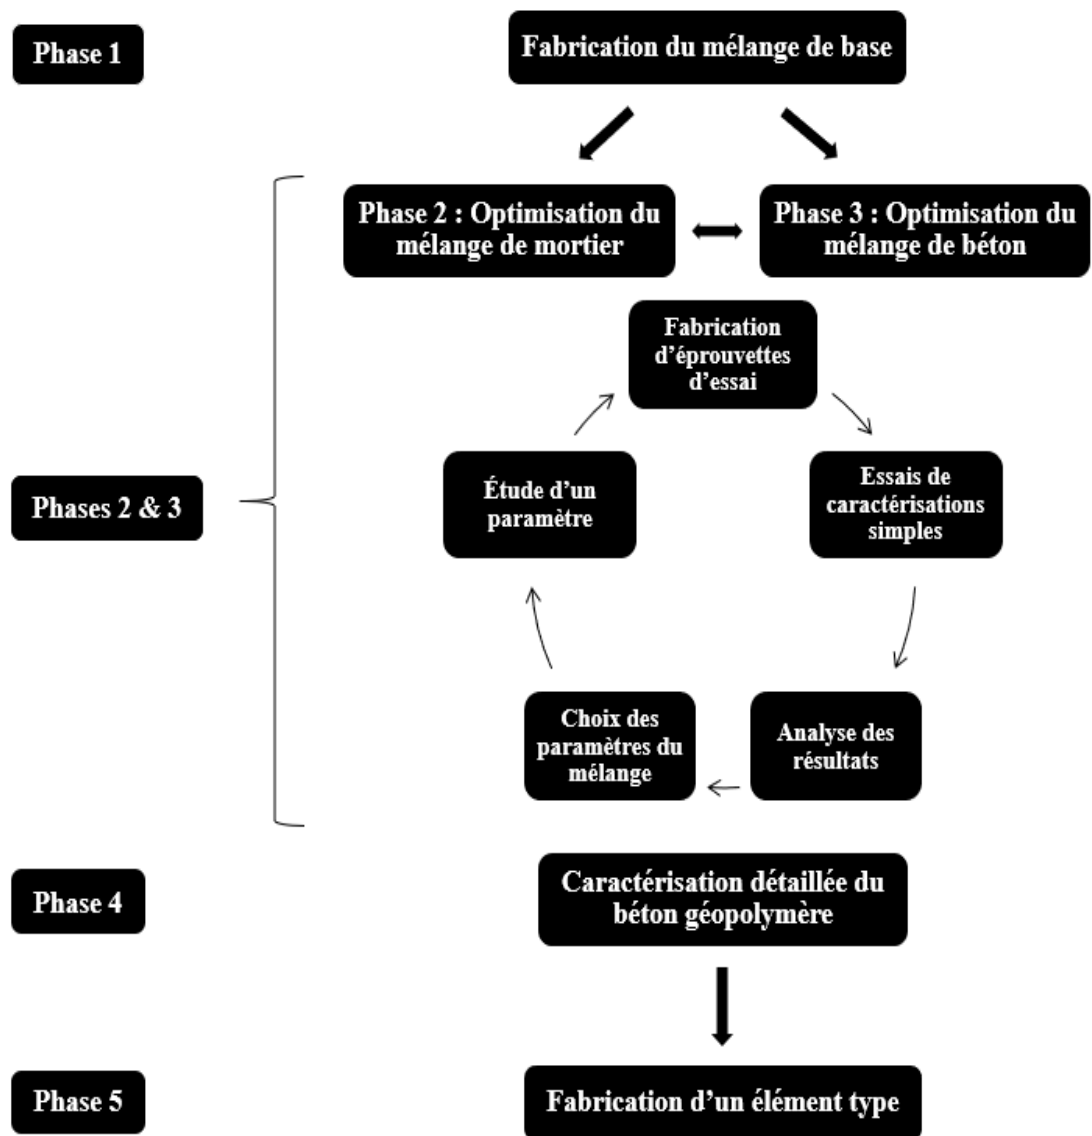 Phase 1
Fabrication du mélange de base
Phase 2 : Optimisation du
mélange de mortier
Phase 3 : Optimisation du
mélange de béton
Phases 2 & 3
Fabrication
d’éprouvettes
d’essai
Essais de
caractérisations
simples
Analyse des
résultats
Choix des
paramètres du
mélange
Étude d’un
paramètre
Phase 4
Caractérisation détaillée du
béton géopolymère
Phase 5
Fabrication d’un élément type